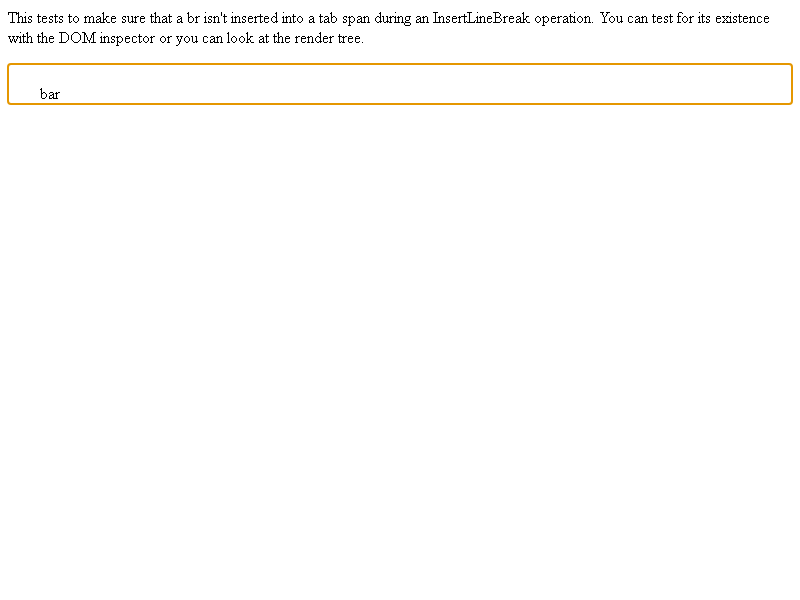 This tests to make sure that a br isn't inserted into a tab span during an InsertLineBreak operation. You can test for its existence
with the DOM inspector or you can look at the render tree.
bar